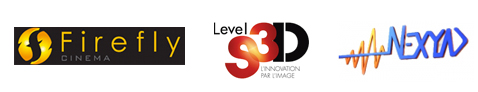 Firefly
CINEMA
Level
S3D
L'INNOVATION
PAR L'IMAGE
NEXYAD